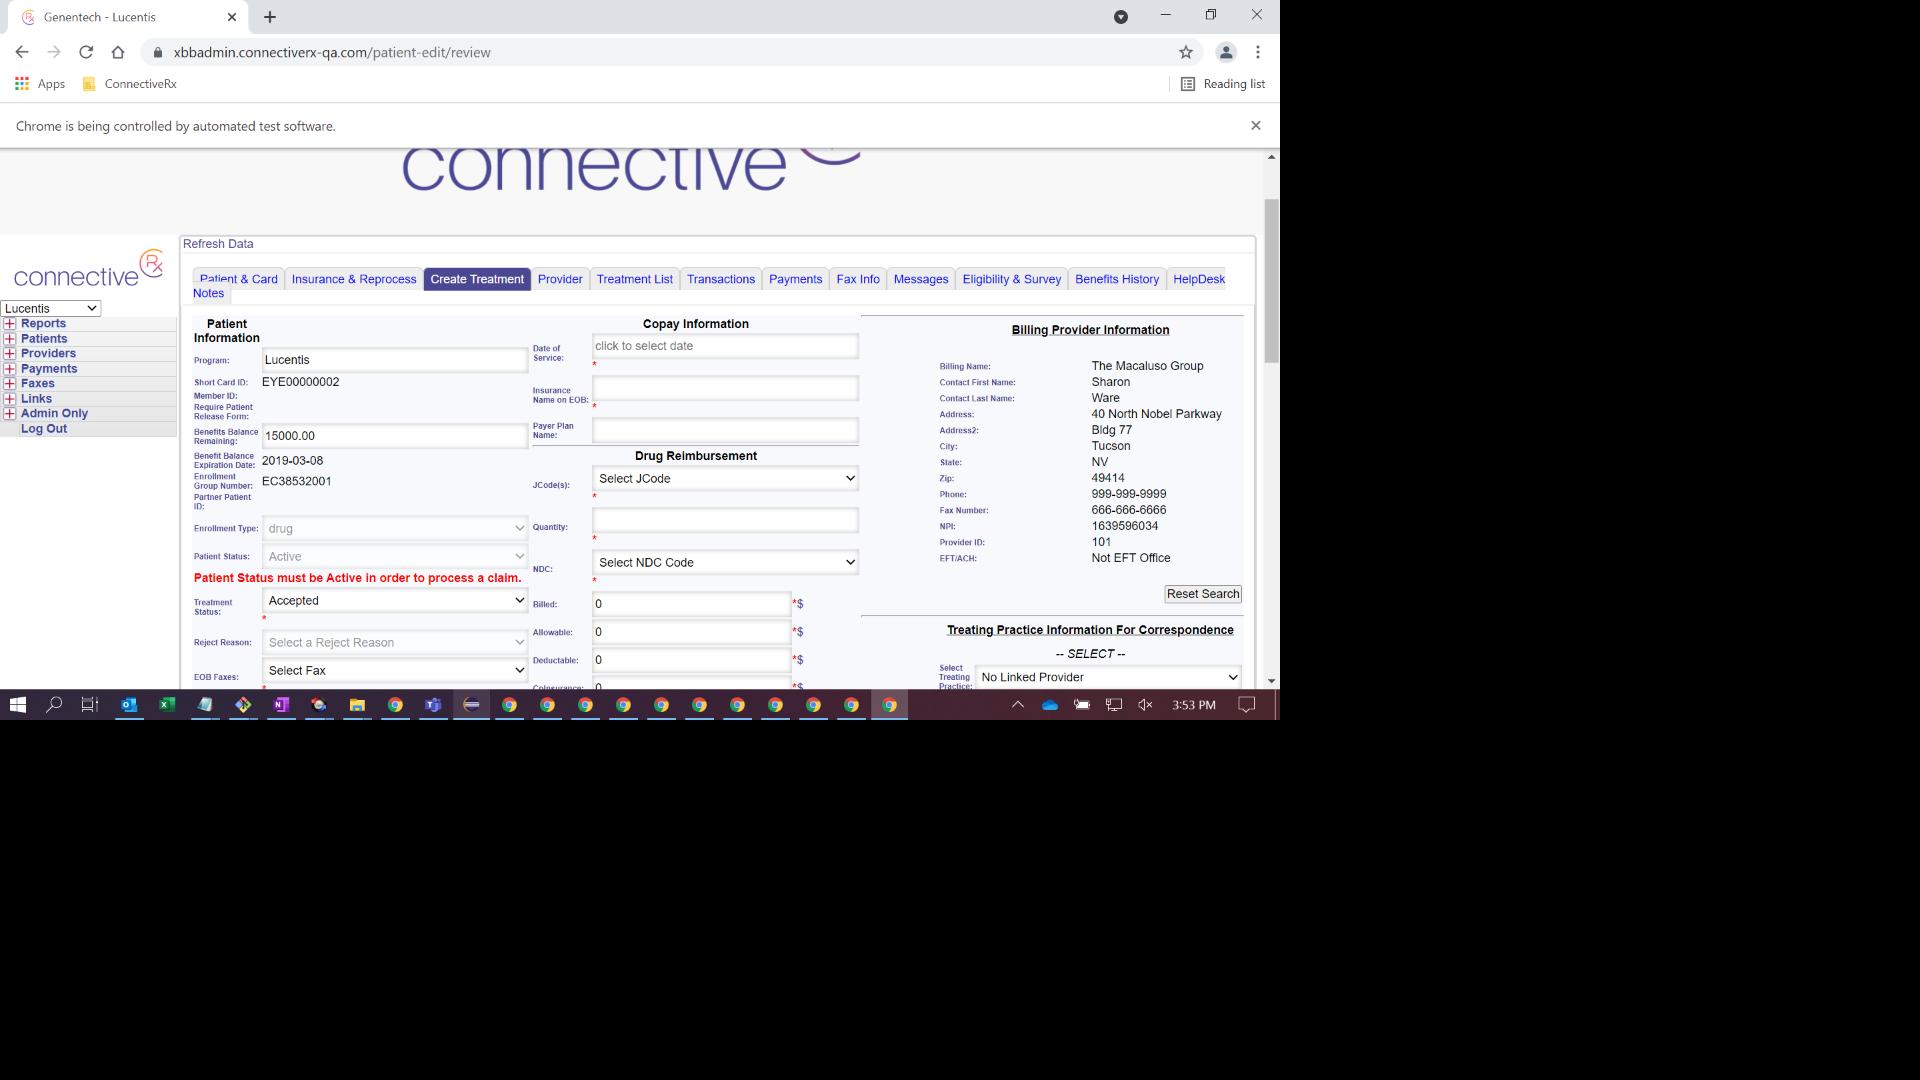 Genentech - Lucentis
xbbadmin.connectiverx-qa.com/patient-edit/review
Apps
ConnectiveRx
Reading list
Chrome is being controlled by automated test software.
connective
Refresh Data
connective Rx
Patient & Card
Insurance & Reprocess
Create Treatment
Provider
Treatment List
Transactions
Payments
Fax Info
Messages
Eligibility & Survey
Benefits History
HelpDesk
Notes
Lucentis
Reports
Patients
Providers
Payments
Faxes
Links
Admin Only
Log Out
Patient
Information
Program: Lucentis
Short Card ID: EYE00000002
Member ID:
Require Patient
Release Form:
Benefits Balance
Remaining: 15000.00
Benefit Balance
Expiration Date: 2019-03-08
Enrollment
Group Number: EC38532001
Partner Patient
ID:
Enrollment Type: drug
Patient Status: Active
Patient Status must be Active in order to process a claim.
Treatment
Status: Accepted
*
Reject Reason: Select a Reject Reason
EOB Faxes: Select Fax
*
Copay Information
Date of
Service: click to select date
*
Insurance
Name on EOB:
*
Payer Plan
Name:
Drug Reimbursement
JCode(s): Select JCode
*
Quantity:
*
NDC: Select NDC Code
*
Billed: 0 *$
Allowable: 0 *$
Deductable: 0 *$
Coinsurance: 0 *$
Billing Provider Information
Billing Name: The Macaluso Group
Contact First Name: Sharon
Contact Last Name: Ware
Address: 40 North Nobel Parkway
Address2: Bldg 77
City: Tucson
State: NV
Zip: 49414
Phone: 999-999-9999
Fax Number: 666-666-6666
NPI: 1639596034
Provider ID: 101
EFT/ACH: Not EFT Office
Reset Search
Treating Practice Information For Correspondence
-- SELECT --
Select
Treating
Practice: No Linked Provider
3:53 PM